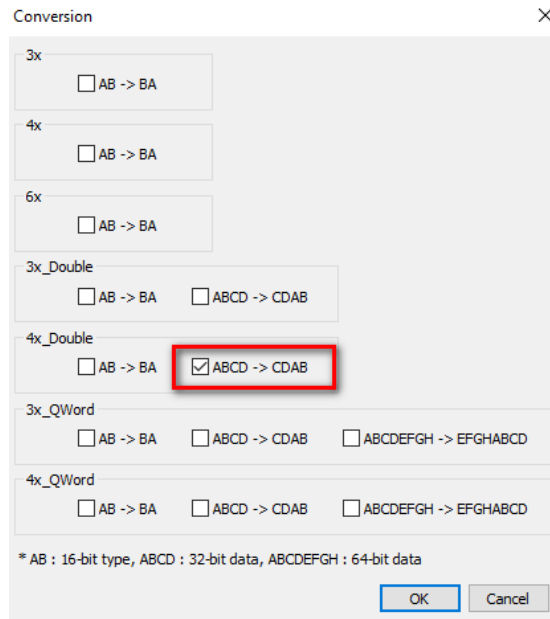 Conversion
3x
AB -> BA
4x
AB -> BA
6x
AB -> BA
3x_Double
AB -> BA ABCD -> CDAB
4x_Double
AB -> BA ABCD -> CDAB
3x_QWord
AB -> BA ABCD -> CDAB ABCDEFGH -> EFGHABCD
4x_QWord
AB -> BA ABCD -> CDAB ABCDEFGH -> EFGHABCD
* AB : 16-bit type, ABCD : 32-bit data, ABCDEFGH : 64-bit data
OK Cancel